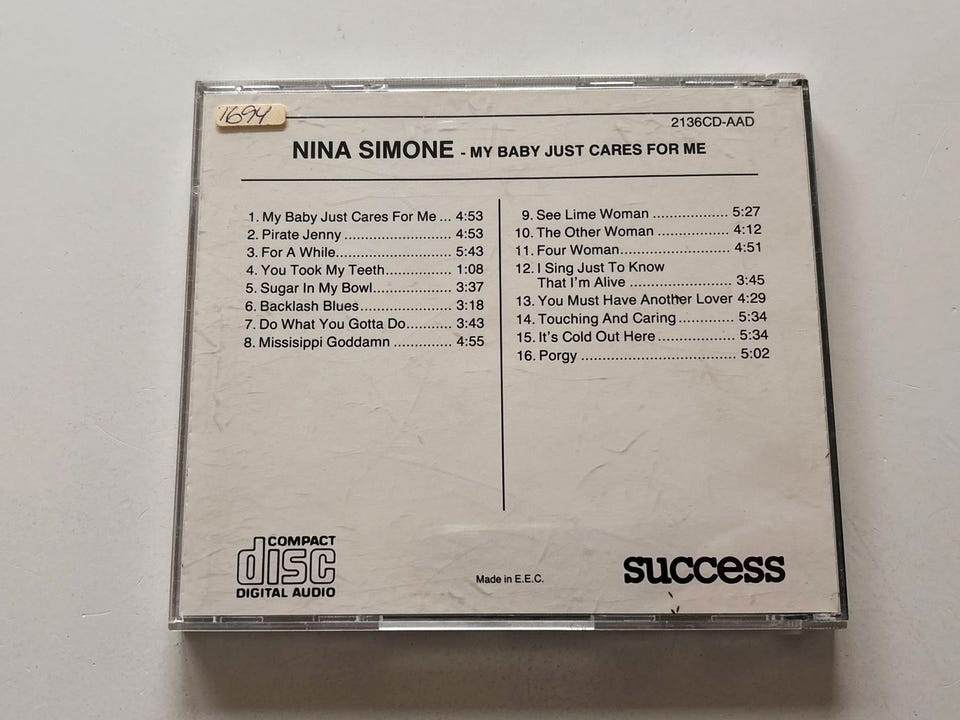 1694
2136CD-AAD
NINA SIMONE - MY BABY JUST CARES FOR ME
1. My Baby Just Cares For Me ... 4:53
2. Pirate Jenny .................... 4:53
3. For A While...................... 5:43
4. You Took My Teeth............. 1:08
5. Sugar In My Bowl............... 3:37
6. Backlash Blues................. 3:18
7. Do What You Gotta Do......... 3:43
8. Missisippi Goddamn ........... 4:55
9. See Lime Woman ................ 5:27
10. The Other Woman .............. 4:12
11. Four Woman...................... 4:51
12. I Sing Just To Know
That I'm Alive .................... 3:45
13. You Must Have Another Lover 4:29
14. Touching And Caring ........... 5:34
15. It's Cold Out Here ............... 5:34
16. Porgy ................................ 5:02
COMPACT
disc
DIGITAL AUDIO
Made in E.E.C.
success